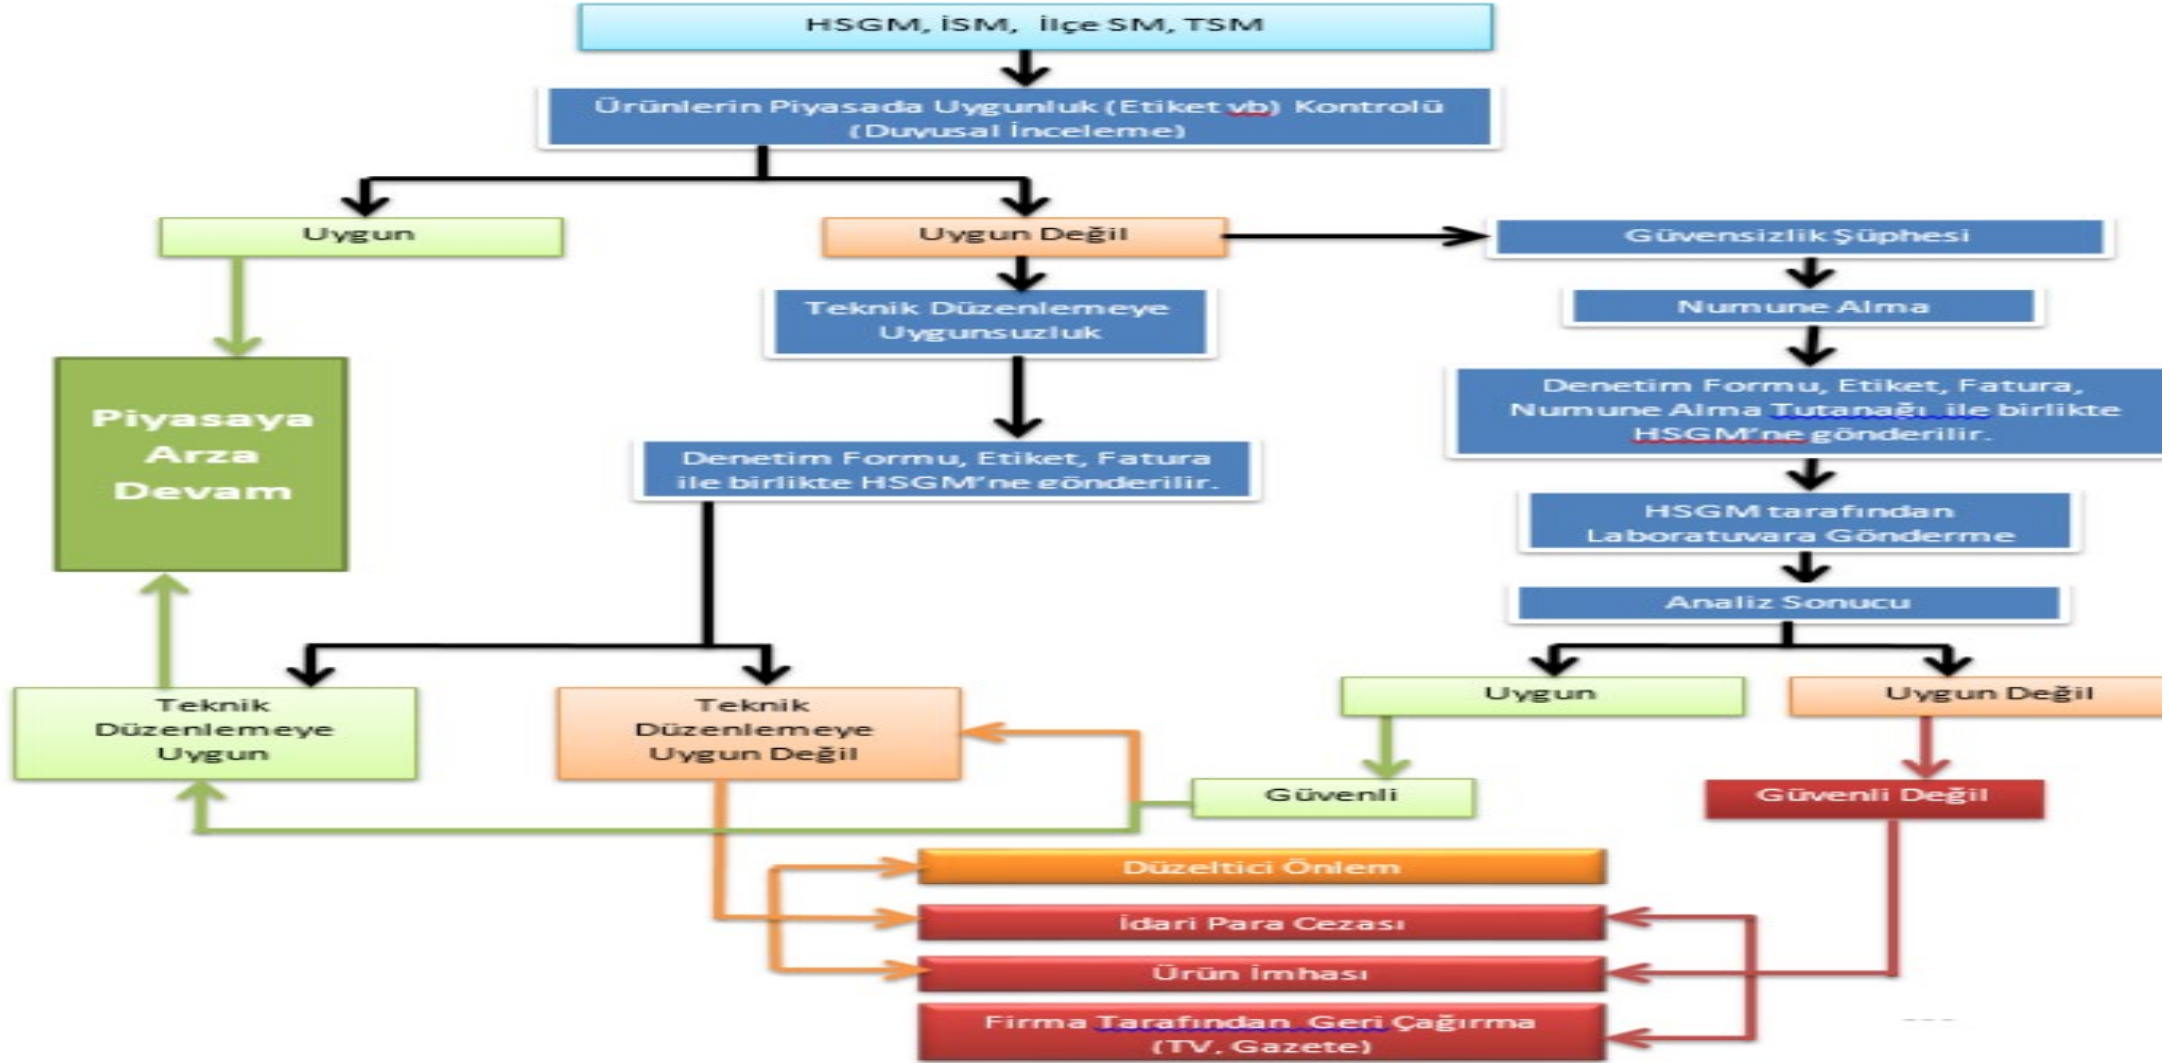 HSGM, İSM, İlçe SM, TSM
Ürünlerin Piyasada Uygunluk (Etiket vb) Kontrolü
(Duyusal İnceleme)
Uygun
Uygun Değil
Güvensizlik Şüphesi
Teknik Düzenlemeye
Uygunsuzluk
Numune Alma
Piyasaya
Arza
Devam
Denetim Formu, Etiket, Fatura,
Numune Alma Tutanağı ile birlikte
HSGM'ne gönderilir.
Denetim Formu, Etiket, Fatura
ile birlikte HSGM'ne gönderilir.
HSGM tarafından
Laboratuvara Gönderme
Analiz Sonucu
Teknik
Düzenlemeye
Uygun
Teknik
Düzenlemeye
Uygun Değil
Uygun
Uygun Değil
Güvenli
Güvenli Değil
Düzeltici Önlem
İdari Para Cezası
Ürün İmhası
Firma Tarafından Geri Çağırma
(TV, Gazete)